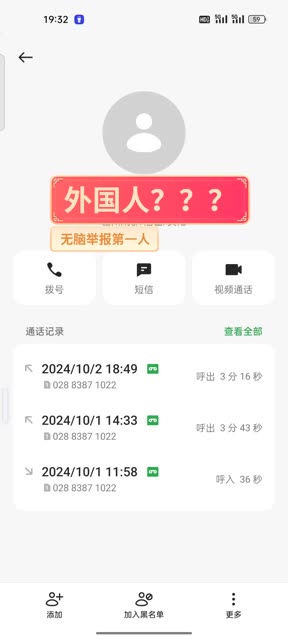 19:32
59
外国人？？？
无脑举报第一人
拨号
短信
视频通话
通话记录
查看全部
2024/10/2 18:49
呼出 3 分 16 秒
028 8387 1022
2024/10/1 14:33
呼出 3 分 43 秒
028 8387 1022
2024/10/1 11:58
呼入 36 秒
028 8387 1022
添加
加入黑名单
更多